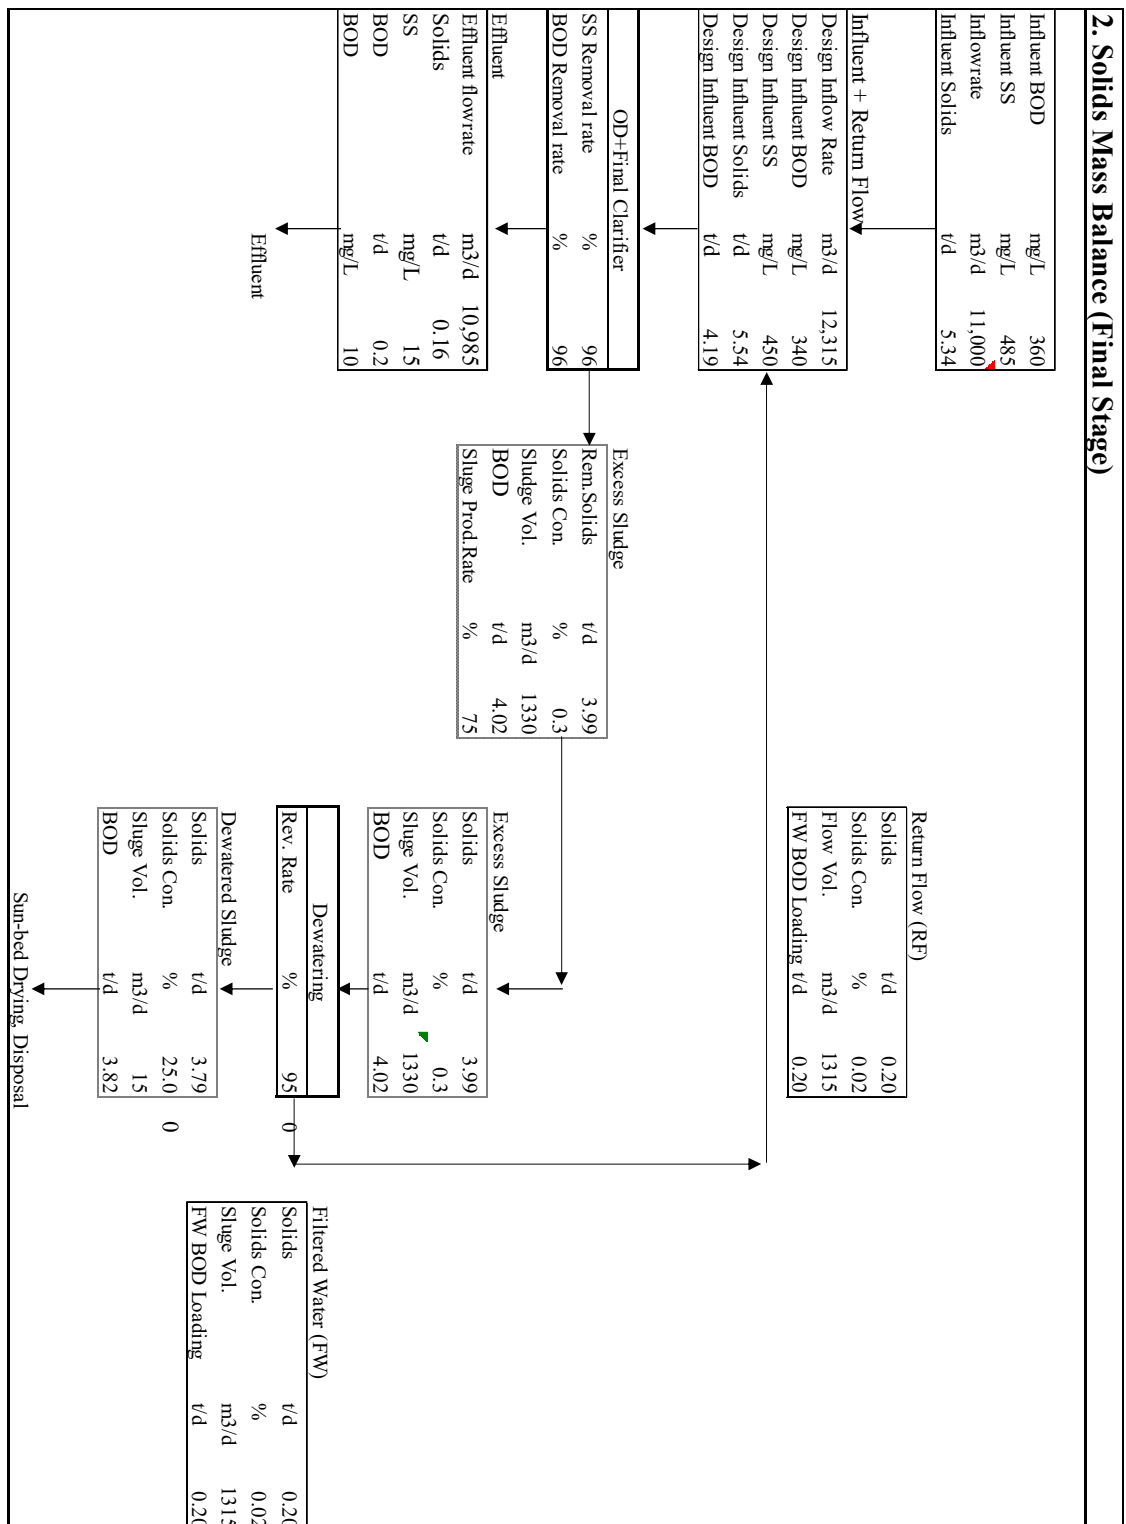 2. Solids Mass Balance (Final Stage)
Influent BOD mg/L 360
Influent SS mg/L 485
Inflowrate m3/d 11,000
Influent Solids t/d 5.34
Influent + Return Flow
Design Inflow Rate m3/d 12,315
Design Influent BOD mg/L 340
Design Influent SS mg/L 450
Design Influent Solids t/d 5.54
Design Influent BOD t/d 4.19
Return Flow (RF)
Solids t/d 0.20
Solids Con. % 0.02
Flow Vol. m3/d 1315
FW BOD Loading t/d 0.20
OD+Final Clarifier
SS Removal rate % 96
BOD Removal rate % 96
Excess Sludge
Rem.Solids t/d 3.99
Solids Con. % 0.3
Sludge Vol. m3/d 1330
BOD t/d 4.02
Sluge Prod.Rate % 75
Effluent
Effluent flowrate m3/d 10,985
Solids t/d 0.16
SS mg/L 15
BOD t/d 0.2
BOD mg/L 10
Effluent
Excess Sludge
Solids t/d 3.99
Solids Con. % 0.3
Sluge Vol. m3/d 1330
BOD t/d 4.02
Dewatering
Rev. Rate % 95 0
Dewatered Sludge
Solids t/d 3.79
Solids Con. % 25.0 0
Sluge Vol. m3/d 15
BOD t/d 3.82
Sun-bed Drying, Disposal
Filtered Water (FW)
Solids t/d 0.20
Solids Con. % 0.02
Sluge Vol. m3/d 1315
FW BOD Loading t/d 0.20